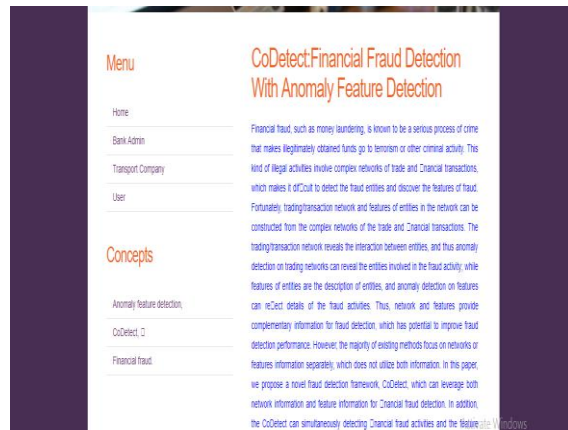 Menu
Home
Bank Admin
Transport Company
User
Concepts
Anomaly feature detection,
CoDetect, 
Financial fraud.
CoDetect:Financial Fraud Detection
With Anomaly Feature Detection
Financial fraud, such as money laundering, is known to be a serious process of crime
that makes illegitimately obtained funds go to terrorism or other criminal activity. This
kind of illegal activities involve complex networks of trade and □nancial transactions,
which makes it dif□cult to detect the fraud entities and discover the features of fraud.
Fortunately, trading/transaction network and features of entities in the network can be
constructed from the complex networks of the trade and □nancial transactions. The
trading/transaction network reveals the interaction between entities, and thus anomaly
detection on trading networks can reveal the entities involved in the fraud activity; while
features of entities are the description of entities, and anomaly detection on features
can re□ect details of the fraud activities. Thus, network and features provide
complementary information for fraud detection, which has potential to improve fraud
detection performance. However, the majority of existing methods focus on networks or
features information separately, which does not utilize both information. In this paper,
we propose a novel fraud detection framework, CoDetect, which can leverage both
network information and feature information for □nancial fraud detection. In addition,
the CoDetect can simultaneously detecting □nancial fraud activities and the feature
Windows